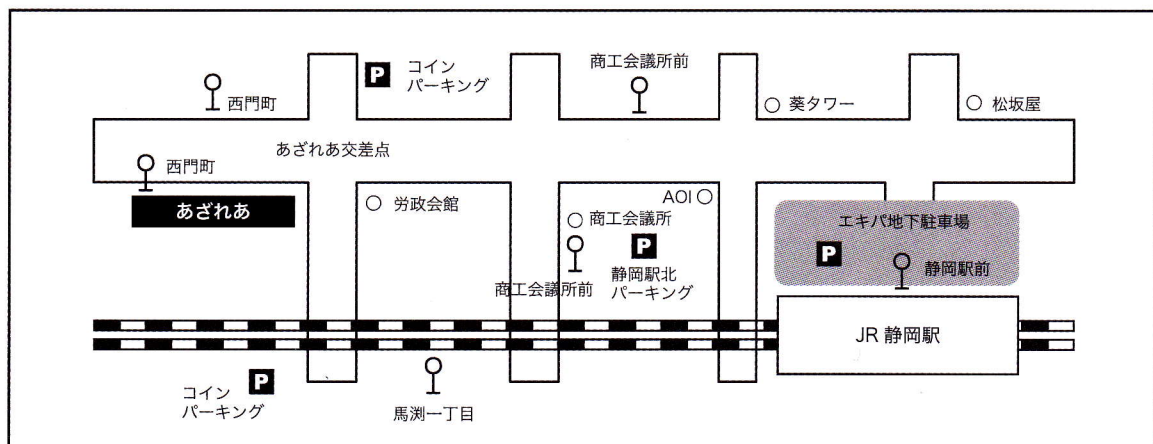 P
コイン
パーキング
商工会議所前
西門町
葵タワー
松坂屋
あざれあ交差点
西門町
あざれあ
労政会館
AOI
商工会議所
P
静岡駅北
パーキング
商工会議所前
エキパ地下駐車場
P
静岡駅前
JR 静岡駅
コイン
パーキング
P
馬渕一丁目